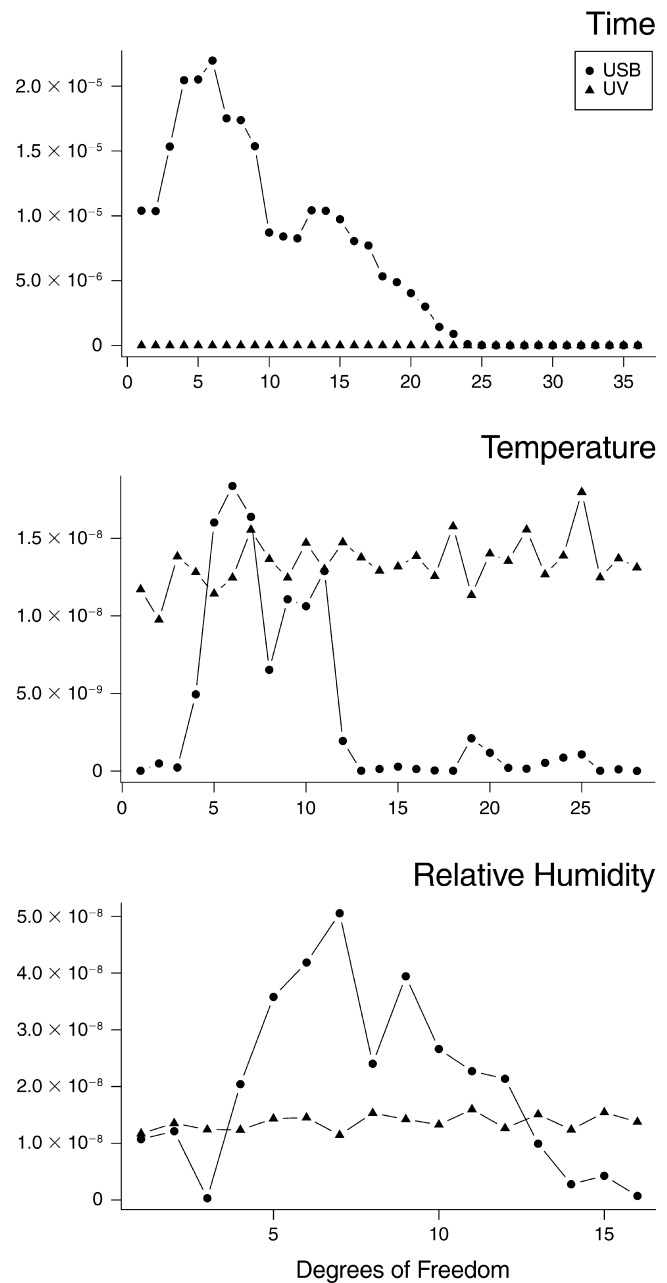 Time
USB
UV
2.0 × 10⁻⁵
1.5 × 10⁻⁵
1.0 × 10⁻⁵
5.0 × 10⁻⁶
0
0 5 10 15 20 25 30 35
Temperature
1.5 × 10⁻⁸
1.0 × 10⁻⁸
5.0 × 10⁻⁹
0
0 5 10 15 20 25
Relative Humidity
5.0 × 10⁻⁸
4.0 × 10⁻⁸
3.0 × 10⁻⁸
2.0 × 10⁻⁸
1.0 × 10⁻⁸
0
5 10 15
Degrees of Freedom